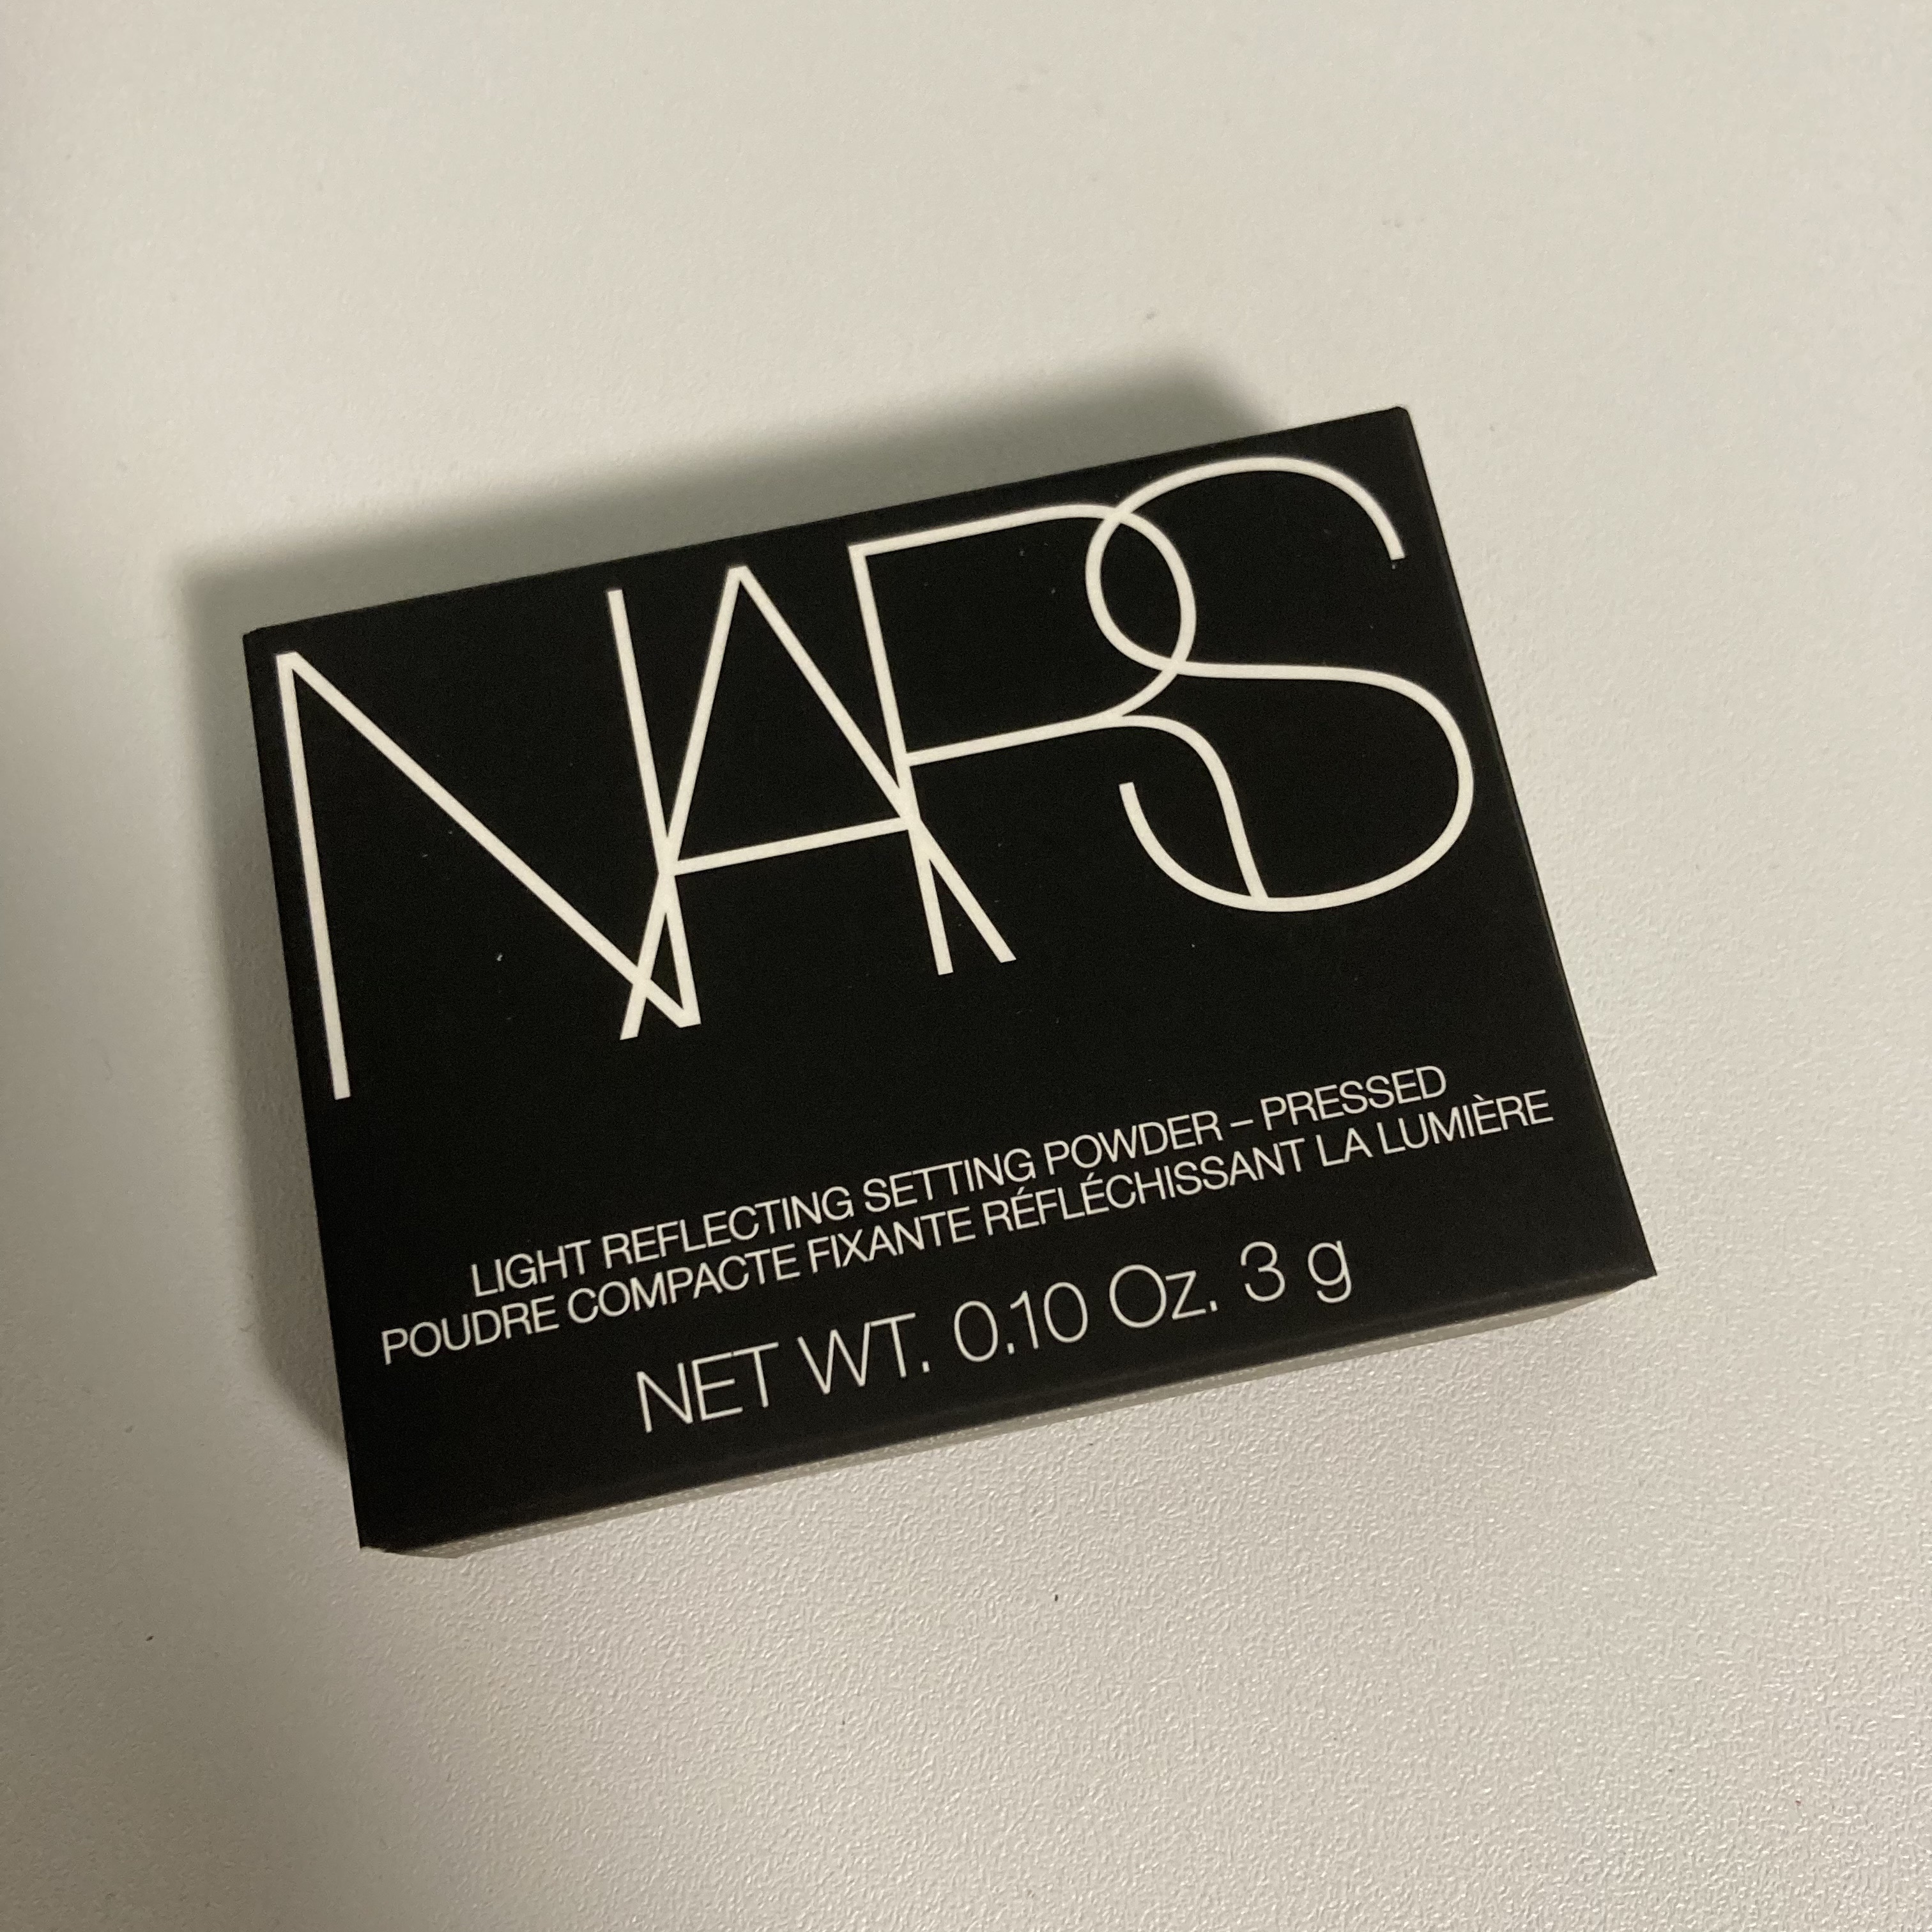 NARS
LIGHT REFLECTING SETTING POWDER – PRESSED
POUDRE COMPACTE FIXANTE RÉFLÉCHISSANT LA LUMIÈRE
NET WT. 0.10 Oz. 3 g